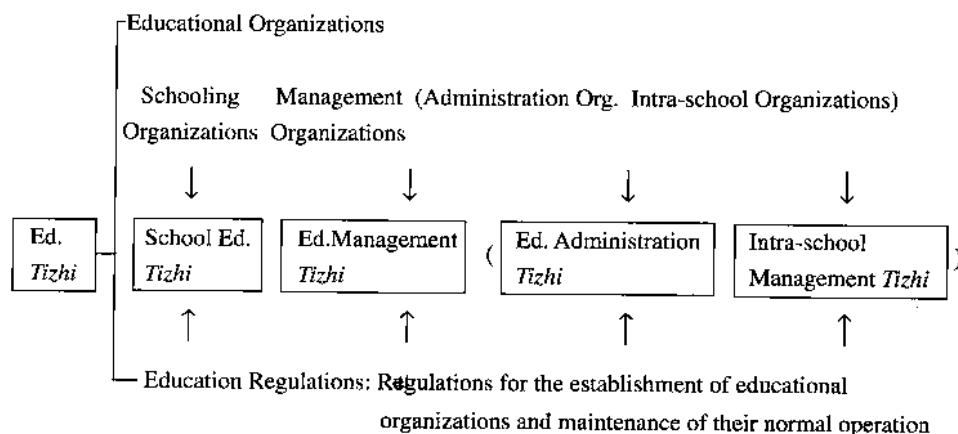 Educational Organizations
Schooling Management (Administration Org. Intra-school Organizations)
Organizations Organizations
Ed. School Ed. Ed.Management ( Ed. Administration Intra-school )
Tizhi Tizhi Tizhi Tizhi Management Tizhi
Education Regulations: Regulations for the establishment of educational
organizations and maintenance of their normal operation